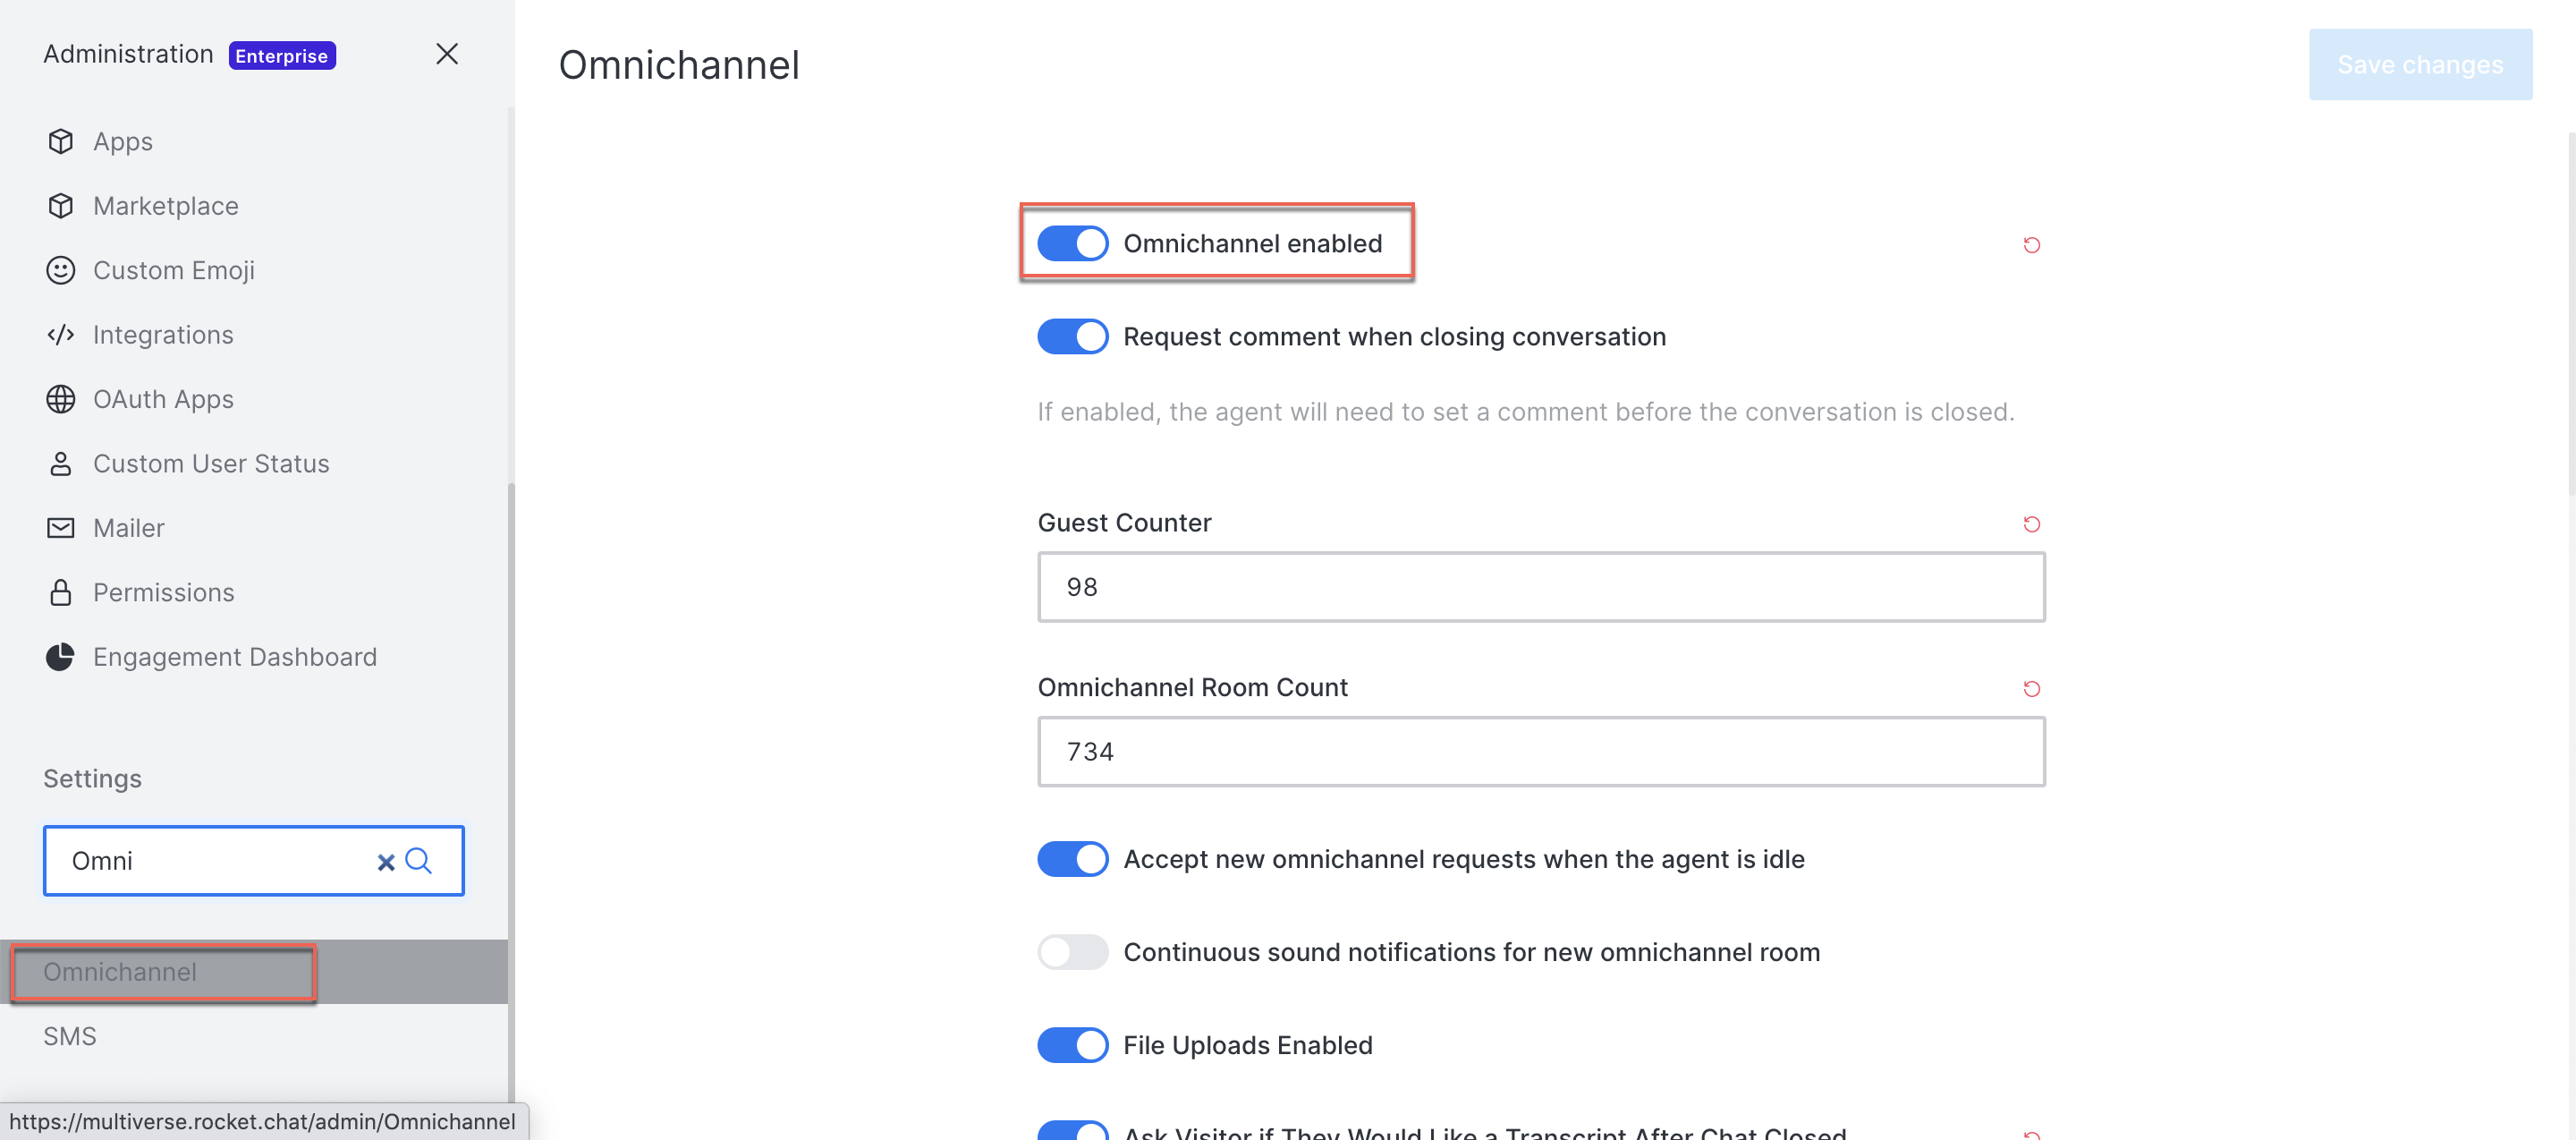 Administration Enterprise
Apps
Marketplace
Custom Emoji
Integrations
OAuth Apps
Custom User Status
Mailer
Permissions
Engagement Dashboard
Settings
Omni
Omnichannel
SMS
https://multiverse.rocket.chat/admin/Omnichannel
Omnichannel
Save changes
Omnichannel enabled
Request comment when closing conversation
If enabled, the agent will need to set a comment before the conversation is closed.
Guest Counter
98
Omnichannel Room Count
734
Accept new omnichannel requests when the agent is idle
Continuous sound notifications for new omnichannel room
File Uploads Enabled
Ask Visitor if They Would Like a Transcript After Chat Closed